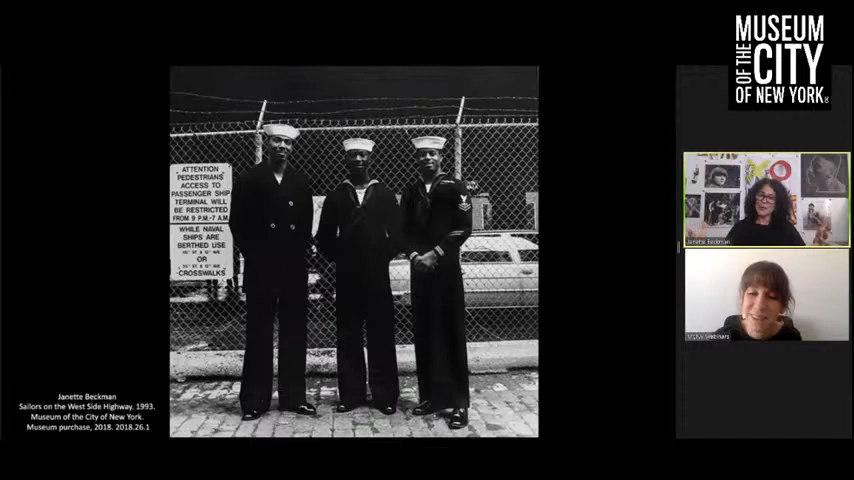 MUSEUM
OF THE CITY
OF NEW YORK
ATTENTION
PEDESTRIANS
ACCESS TO
PASSENGER SHIP
TERMINAL WILL
BE RESTRICTED
FROM 9 P.M.-7 A.M.
WHILE NAVAL
SHIPS ARE
BERTHED USE
OR
CROSSWALKS
Janette Beckman
Janette Beckman
Sailors on the West Side Highway. 1993.
Museum of the City of New York.
Museum purchase, 2018. 2018.26.1